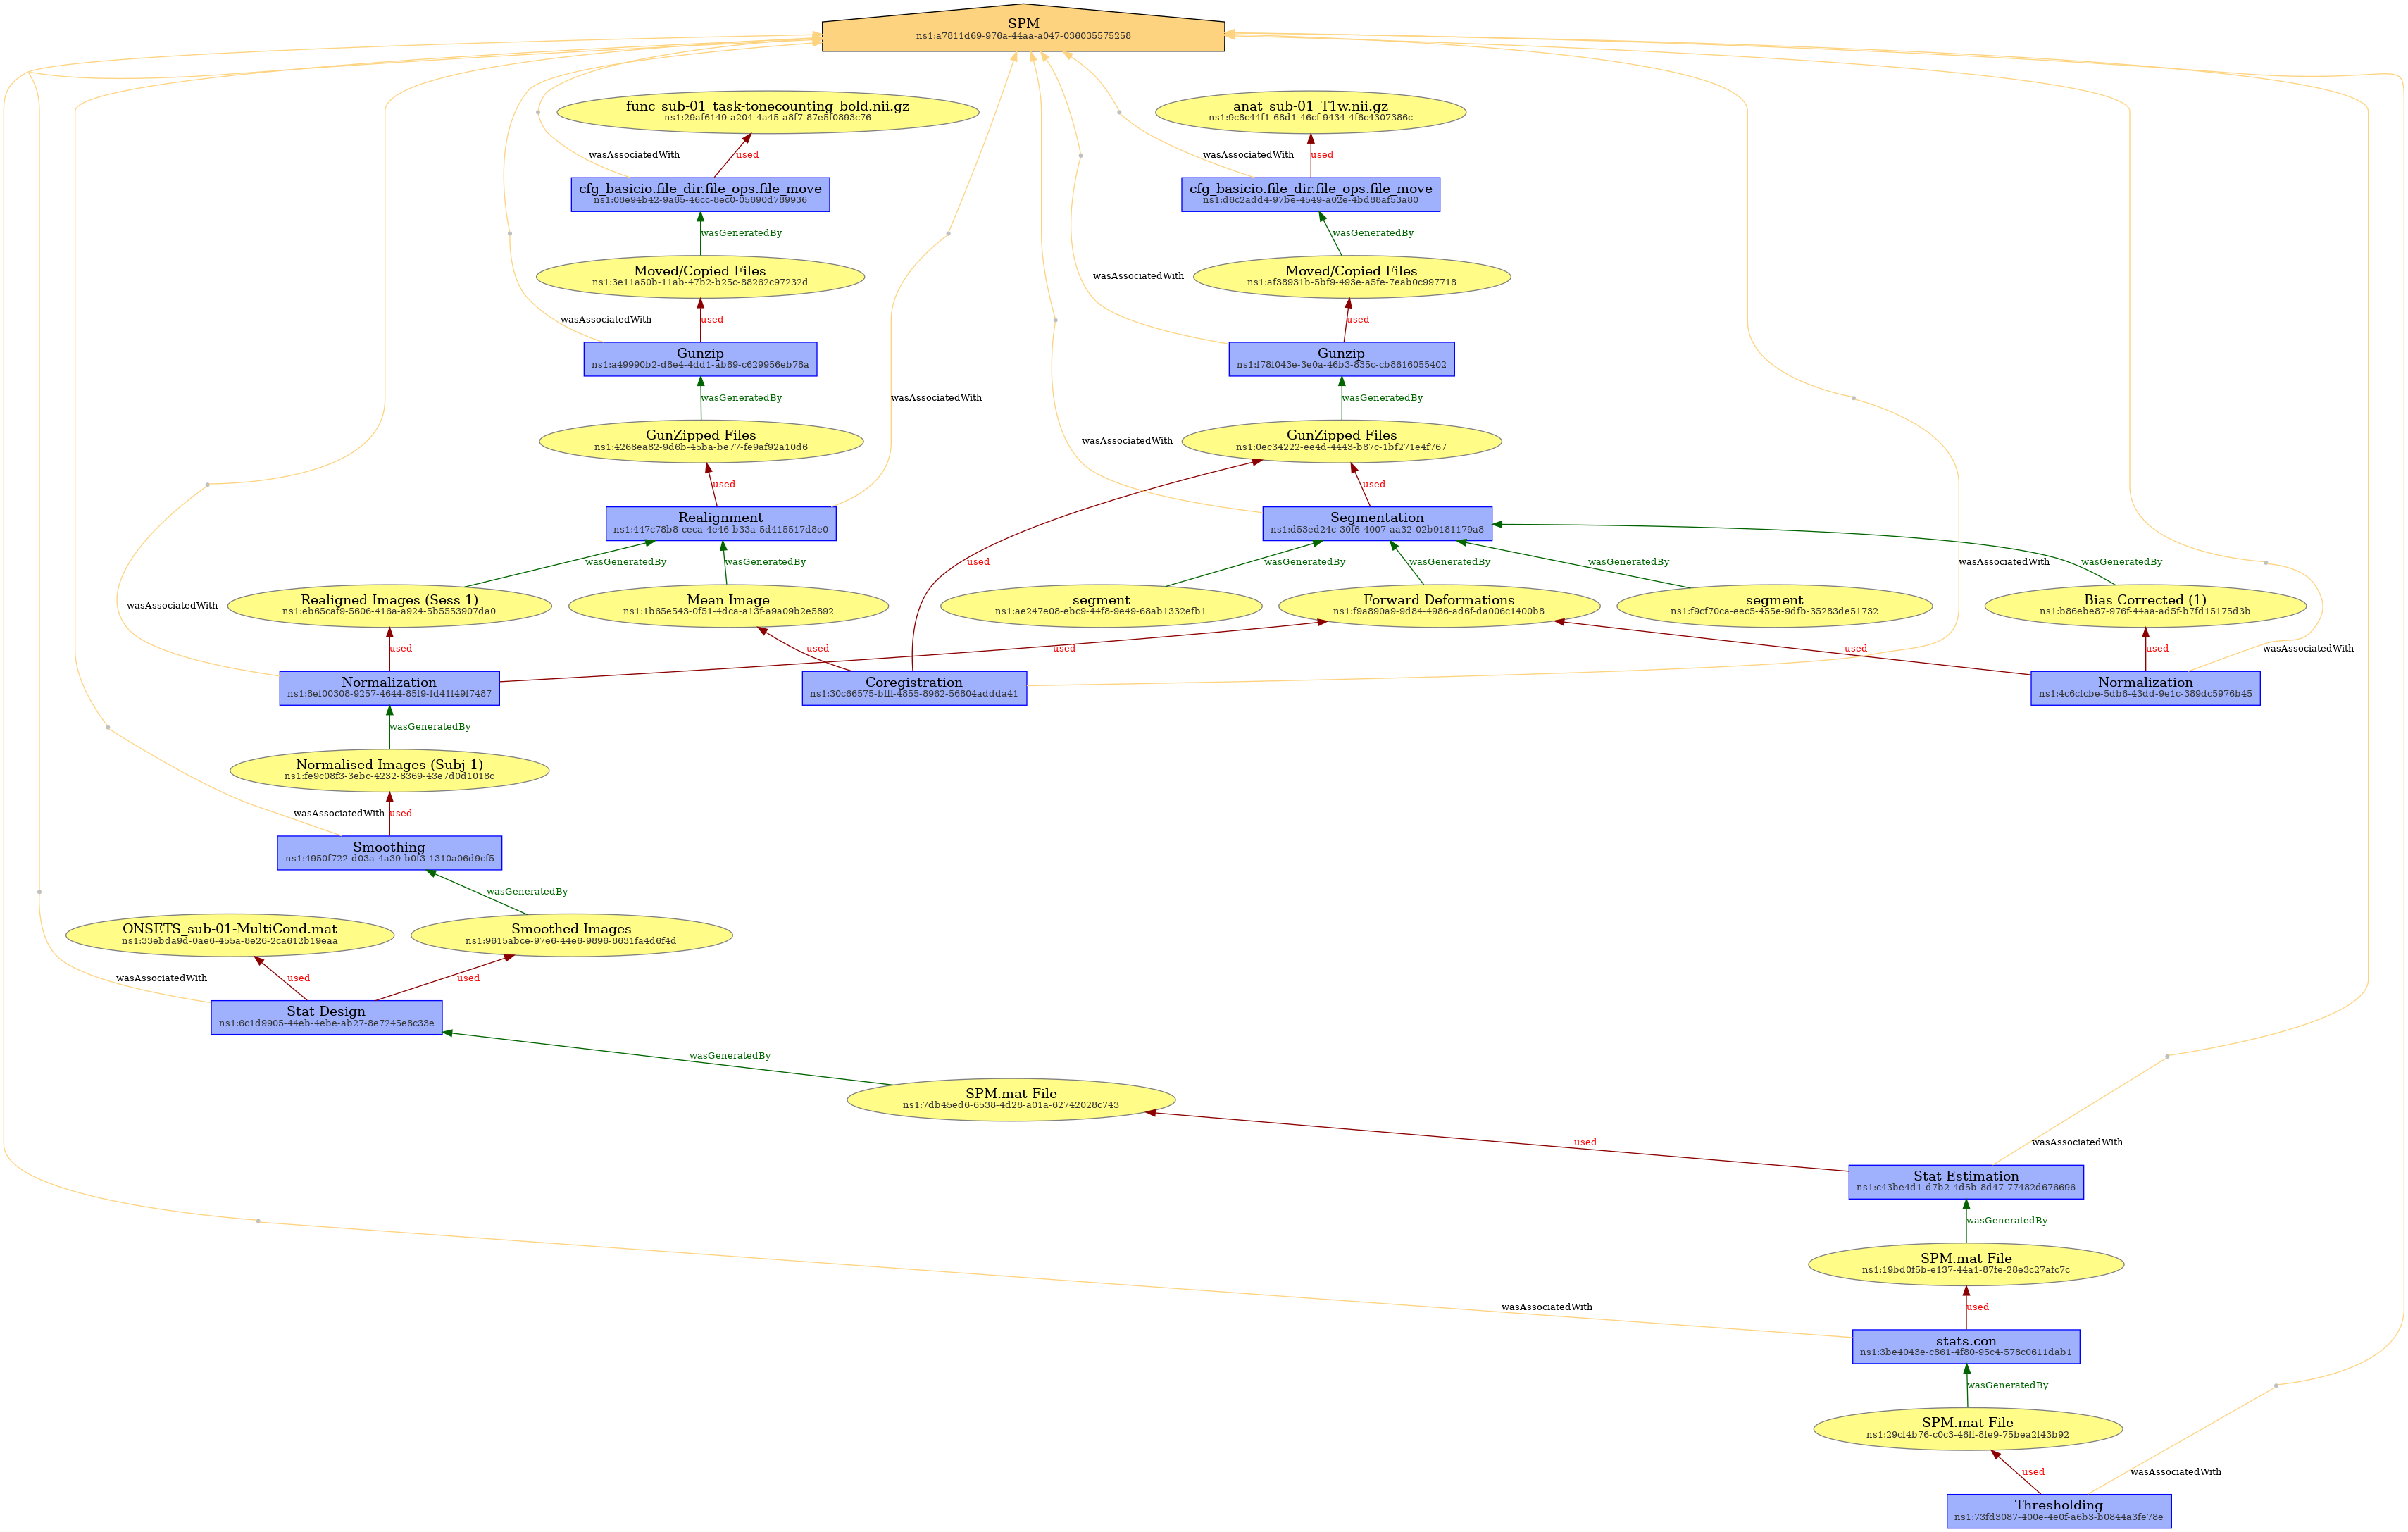 SPM
ns1:a7811d69-976a-44aa-a047-036035575258
func_sub-01_task-tonecounting_bold.nii.gz
ns1:29af6149-a204-4a45-a8f7-87e5f0893c76
anat_sub-01_T1w.nii.gz
ns1:9c8c44f1-68d1-46cf-9434-4f6c4307386c
wasAssociatedWith
used
wasAssociatedWith
used
cfg_basicio.file_dir.file_ops.file_move
ns1:08e94b42-9a65-46cc-8ec0-05690d789936
cfg_basicio.file_dir.file_ops.file_move
ns1:d6c2add4-97be-4549-a02e-4bd88af53a80
wasGeneratedBy
wasGeneratedBy
Moved/Copied Files
ns1:3e11a50b-11ab-47b2-b25c-88262c97232d
Moved/Copied Files
ns1:af38931b-5bf9-493e-a5fe-7eab0c997718
wasAssociatedWith
wasAssociatedWith
used
used
Gunzip
ns1:a49990b2-d8e4-4dd1-ab89-c629956eb78a
Gunzip
ns1:f78f043e-3e0a-46b3-835c-cb8616055402
wasGeneratedBy
wasAssociatedWith
wasGeneratedBy
GunZipped Files
ns1:4268ea82-9d6b-45ba-be77-fe9af92a10d6
wasAssociatedWith
GunZipped Files
ns1:0ec34222-ee4d-4443-b87c-1bf271e4f767
used
used
Realignment
ns1:447c78b8-ceca-4e46-b33a-5d415517d8e0
Segmentation
ns1:d53ed24c-30f6-4007-aa32-02b9181179a8
wasGeneratedBy
wasGeneratedBy
used
wasGeneratedBy
wasGeneratedBy
wasGeneratedBy
wasAssociatedWith
wasGeneratedBy
wasAssociatedWith
Realigned Images (Sess 1)
ns1:eb65caf9-5606-416a-a924-5b5553907da0
Mean Image
ns1:1b65e543-0f51-4dca-a13f-a9a09b2e5892
segment
ns1:ae247e08-ebc9-44f8-9e49-68ab1332efb1
Forward Deformations
ns1:f9a890a9-9d84-4986-ad6f-da006c1400b8
segment
ns1:f9cf70ca-eec5-455e-9dfb-35283de51732
Bias Corrected (1)
ns1:b86ebe87-976f-44aa-ad5f-b7fd15175d3b
used
used
used
used
used
wasAssociatedWith
Normalization
ns1:8ef00308-9257-4644-85f9-fd41f49f7487
Coregistration
ns1:30c66575-bfff-4855-8962-56804addda41
Normalization
ns1:4c6cfcbe-5db6-43dd-9e1c-389dc5976b45
wasGeneratedBy
Normalised Images (Subj 1)
ns1:fe9c08f3-3ebc-4232-8369-43e7d0d1018c
wasAssociatedWith
used
Smoothing
ns1:4950f722-d03a-4a39-b0f3-1310a06d9cf5
wasGeneratedBy
ONSETS_sub-01-MultiCond.mat
ns1:33ebda9d-0ae6-455a-8e26-2ca612b19eaa
Smoothed Images
ns1:9615abce-97e6-44e6-9896-8631fa4d6f4d
wasAssociatedWith
used
used
Stat Design
ns1:6c1d9905-44eb-4ebe-ab27-8e7245e8c33e
wasGeneratedBy
SPM.mat File
ns1:7db45ed6-6538-4d28-a01a-62742028c743
used
wasAssociatedWith
Stat Estimation
ns1:c43be4d1-d7b2-4d5b-8d47-77482d676696
wasGeneratedBy
SPM.mat File
ns1:19bd0f5b-e137-44a1-87fe-28e3c27afc7c
wasAssociatedWith
used
stats.con
ns1:3be4043e-c861-4f80-95c4-578c0611dab1
wasGeneratedBy
SPM.mat File
ns1:29cf4b76-c0c3-46ff-8fe9-75bea2f43b92
used
wasAssociatedWith
Thresholding
ns1:73fd3087-400e-4e0f-a6b3-b0844a3fe78e